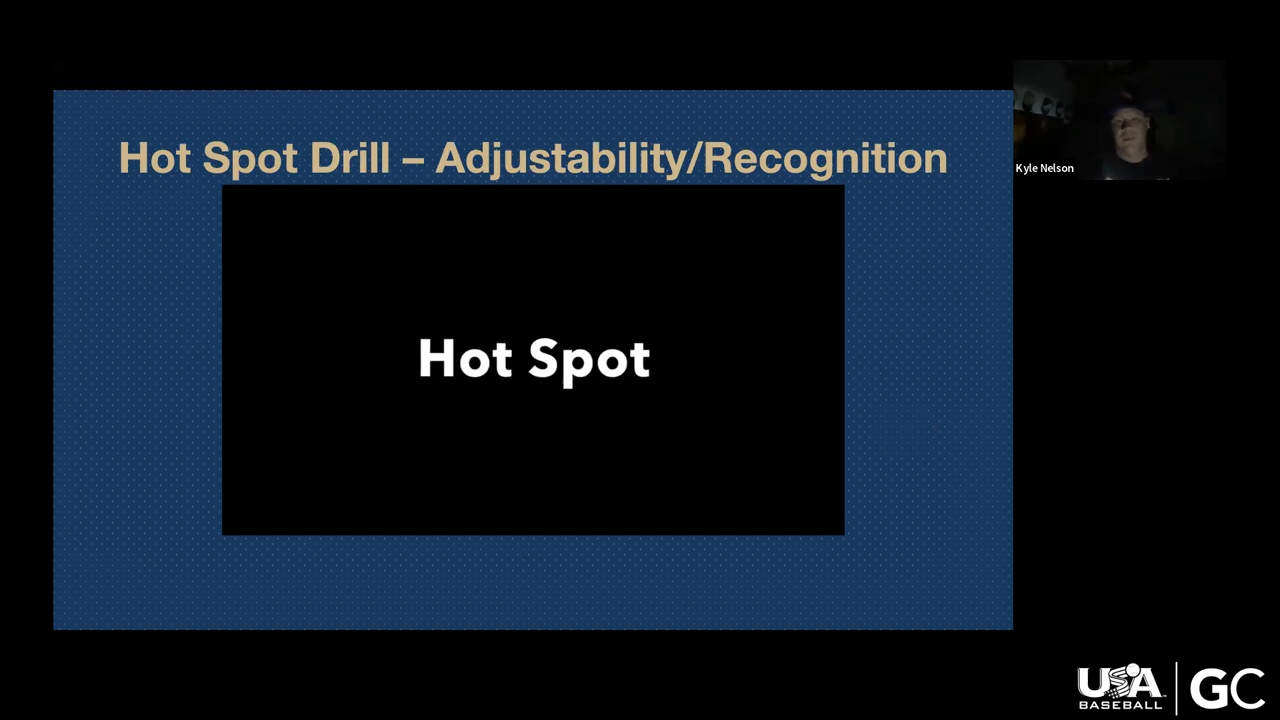 Hot Spot Drill – Adjustability/Recognition
Kyle Nelson
Hot Spot
USA
BASEBALL
GC